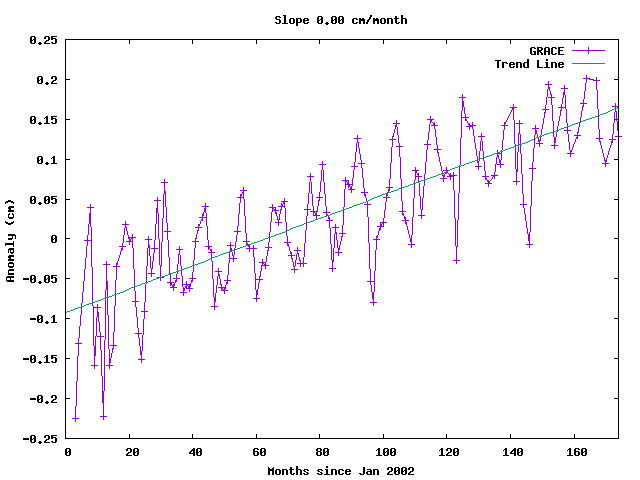 Slope 0.00 cm/month
GRACE
Trend Line
0.25
0.2
0.15
0.1
0.05
0
-0.05
-0.1
-0.15
-0.2
-0.25
Anomaly (cm)
0 20 40 60 80 100 120 140 160
Months since Jan 2002